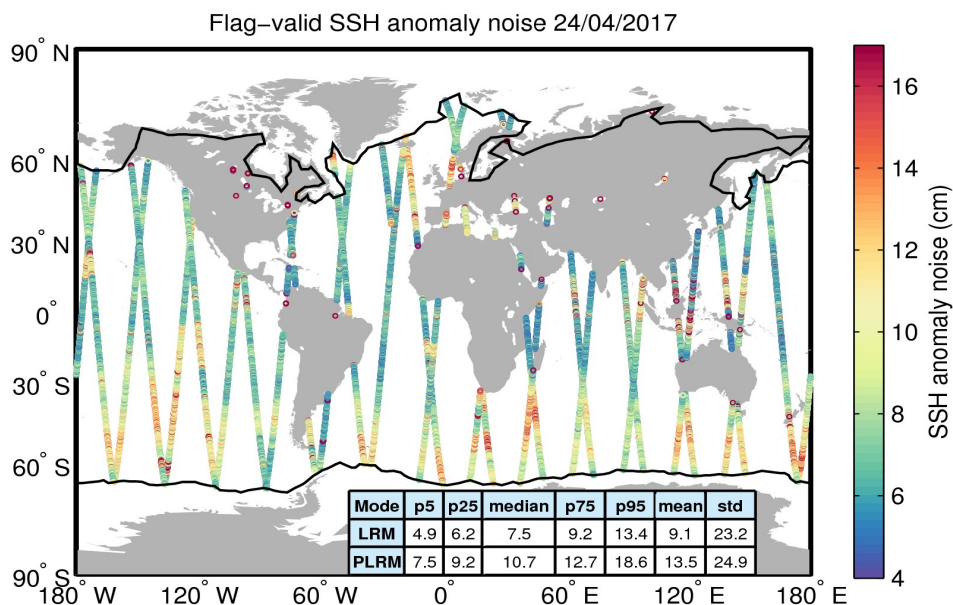 Flag−valid SSH anomaly noise 24/04/2017
90° N
60° N
30° N
0°
30° S
60° S
90° S
180° W 120° W 60° W 0° 60° E 120° E 180° E
Mode p5 p25 median p75 p95 mean std
LRM 4.9 6.2 7.5 9.2 13.4 9.1 23.2
PLRM 7.5 9.2 10.7 12.7 18.6 13.5 24.9
16
14
12
10
8
6
4
SSH anomaly noise (cm)